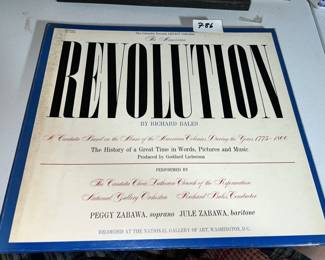 The Columbia Records LEGACY Collection
786
The American
REVOLUTION
BY RICHARD BALES
A Cantata Based on the Music of the American Colonies During the Years 1775-1800
The History of a Great Time in Words, Pictures and Music
Produced by Goddard Lieberson
PERFORMED BY
The Cantata Choir, Lutheran Church of the Reformation
National Gallery Orchestra Richard Bales, Conductor
PEGGY ZABAWA, soprano JULE ZABAWA, baritone
RECORDED AT THE NATIONAL GALLERY OF ART, WASHINGTON, D.C.